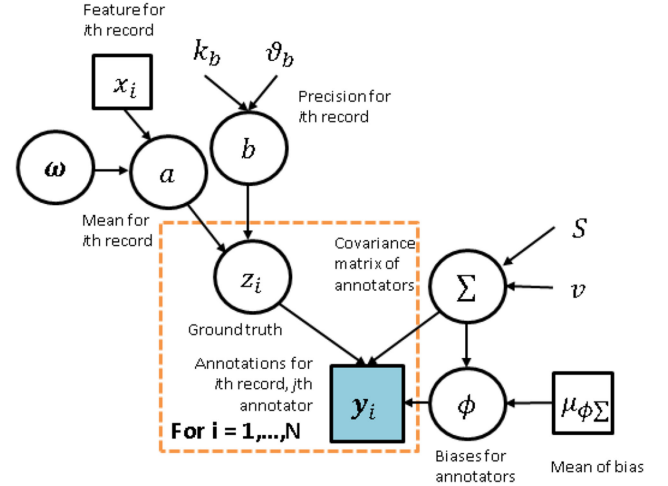 Feature for
ith record
k_b
ϑ_b
x_i
Precision for
ith record
b
ω
a
Mean for
ith record
Covariance
matrix of
annotators
S
z_i
Σ
v
Ground truth
Annotations for
ith record, jth
annotator
y_i
ϕ
μ_ϕΣ
For i = 1,...,N
Biases for
annotators
Mean of bias